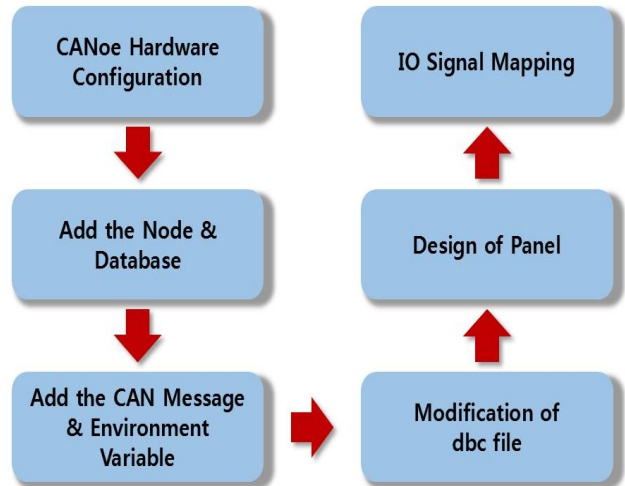 CANoe Hardware
Configuration
Add the Node &
Database
Add the CAN Message
& Environment
Variable
Modification of
dbc file
Design of Panel
IO Signal Mapping